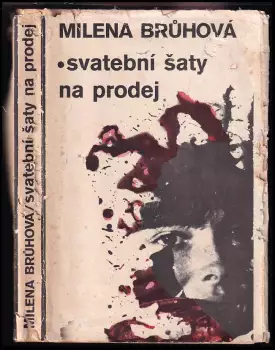 MILENA BRŮHOVÁ
•svatební šaty
na prodej
MILENA BRŮHOVÁ/svatební šaty na prodej